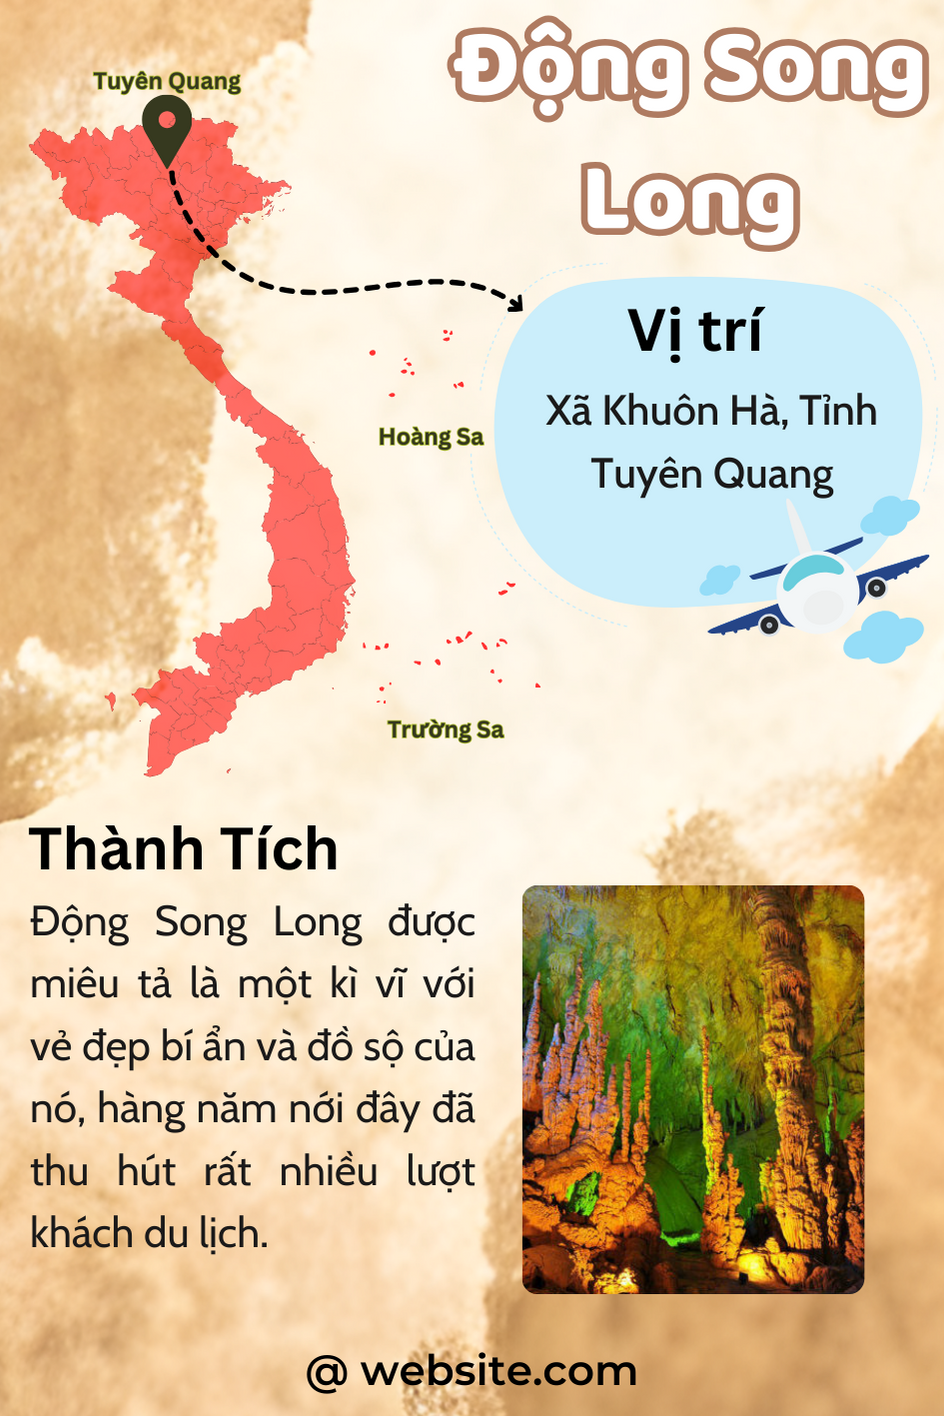 Động Song
Long
Tuyên Quang
Vị trí
Xã Khuôn Hà, Tỉnh
Tuyên Quang
Hoàng Sa
Trường Sa
Thành Tích
Động Song Long được
miêu tả là một kì vĩ với
vẻ đẹp bí ẩn và đồ sộ của
nó, hàng năm nới đây đã
thu hút rất nhiều lượt
khách du lịch.
@ website.com